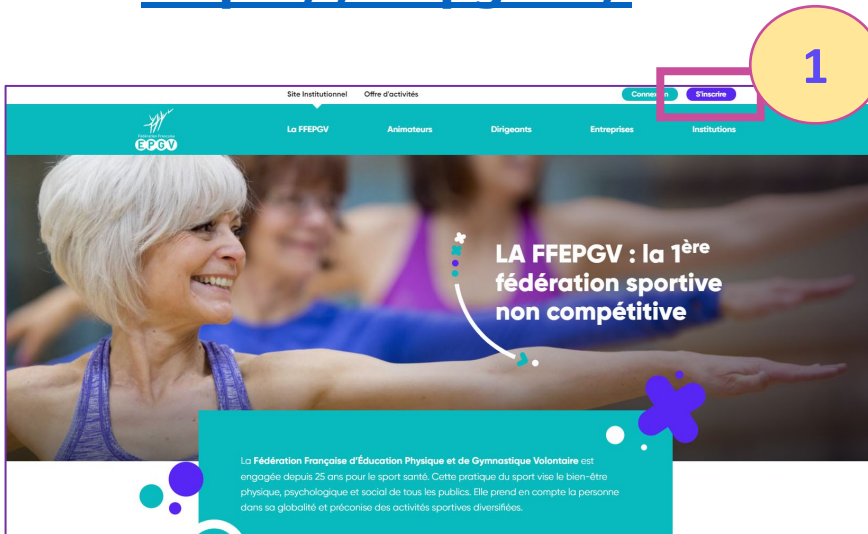 1
Site Institutionnel Offre d'activités S'inscrire
Fédération Française
EPGV
La FFEPGV Animateurs Dirigeants Entreprises Institutions
LA FFEPGV : la 1ère
fédération sportive
non compétitive
La Fédération Française d'Éducation Physique et de Gymnastique Volontaire est
engagée depuis 25 ans pour le sport santé. Cette pratique du sport vise le bien-être
physique, psychologique et social de tous les publics. Elle prend en compte la personne
dans sa globalité et préconise des activités sportives diversifiées.